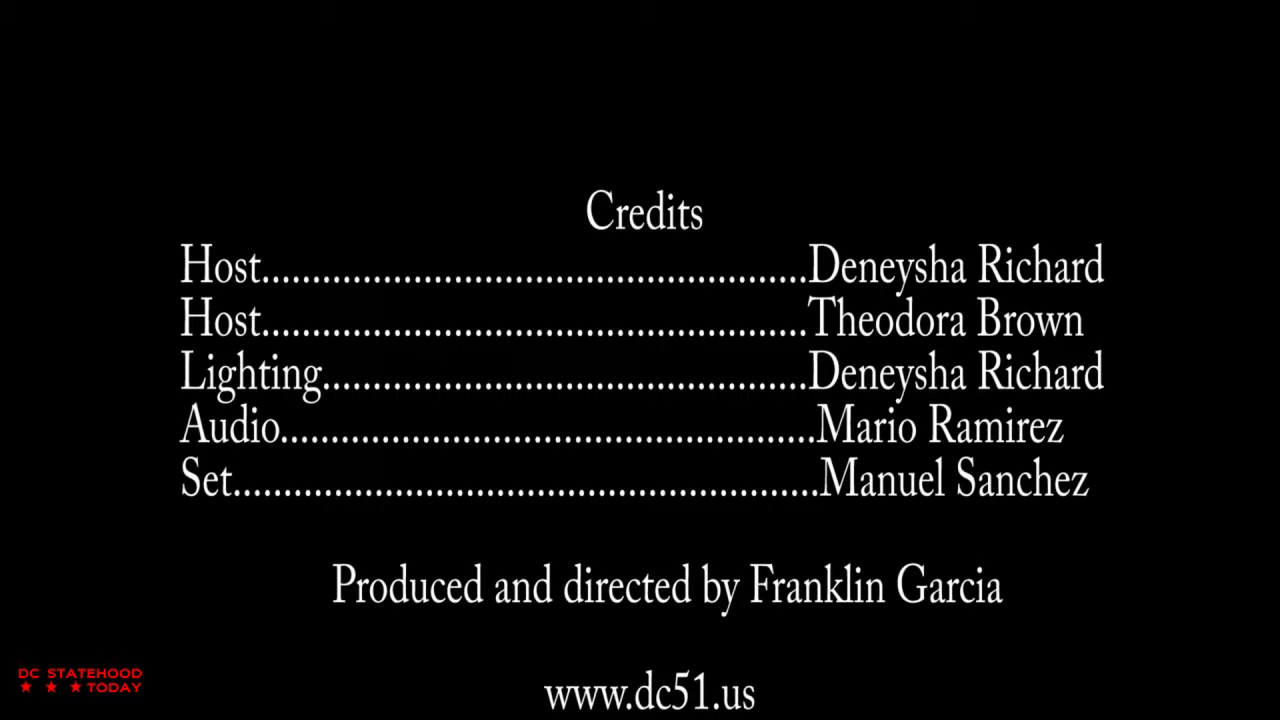 Credits
Host.....................................................Deneysha Richard
Host.....................................................Theodora Brown
Lighting...............................................Deneysha Richard
Audio....................................................Mario Ramirez
Set.........................................................Manuel Sanchez
Produced and directed by Franklin Garcia
www.dc51.us
DC STATEHOOD
★ ★ ★ TODAY